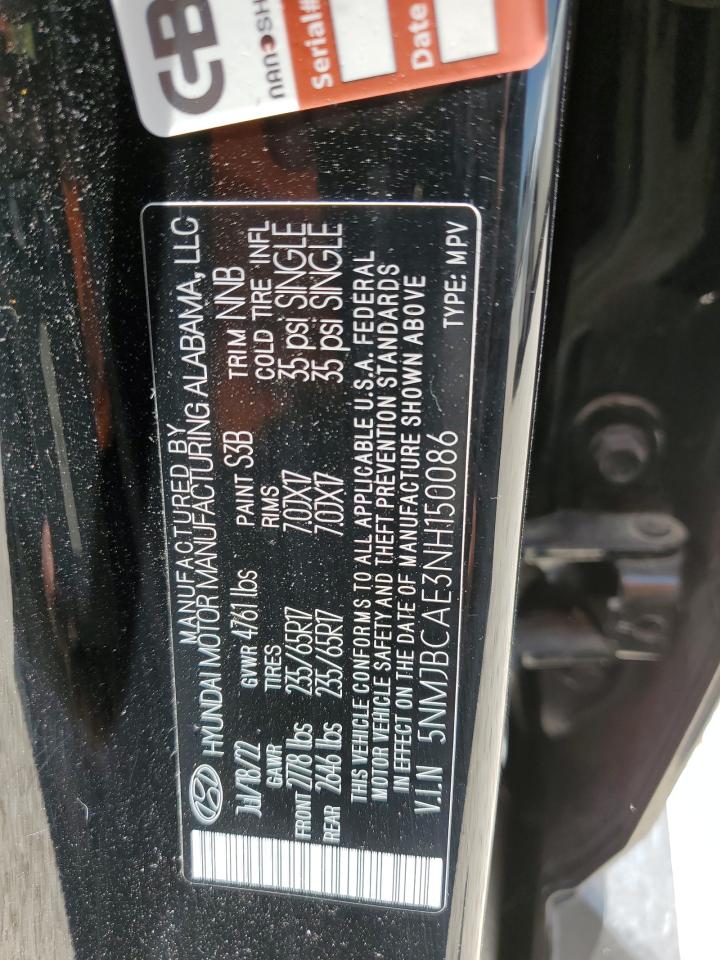 CB
NANOSH
Serial#
Date
MANUFACTURED BY
HYUNDAI MOTOR MANUFACTURING ALABAMA, LLC
Jul/18/22 GVWR 4761 lbs PAINT S3B TRIM NNB
GAWR TIRES RIMS COLD TIRE INFL
FRONT 2778 lbs 235/65R17 7.0JX17 35 psi SINGLE
REAR 2646 lbs 235/65R17 7.0JX17 35 psi SINGLE
THIS VEHICLE CONFORMS TO ALL APPLICABLE U.S.A. FEDERAL
MOTOR VEHICLE SAFETY AND THEFT PREVENTION STANDARDS
IN EFFECT ON THE DATE OF MANUFACTURE SHOWN ABOVE
V.I.N 5NMJBCAE3NH150086 TYPE: MPV